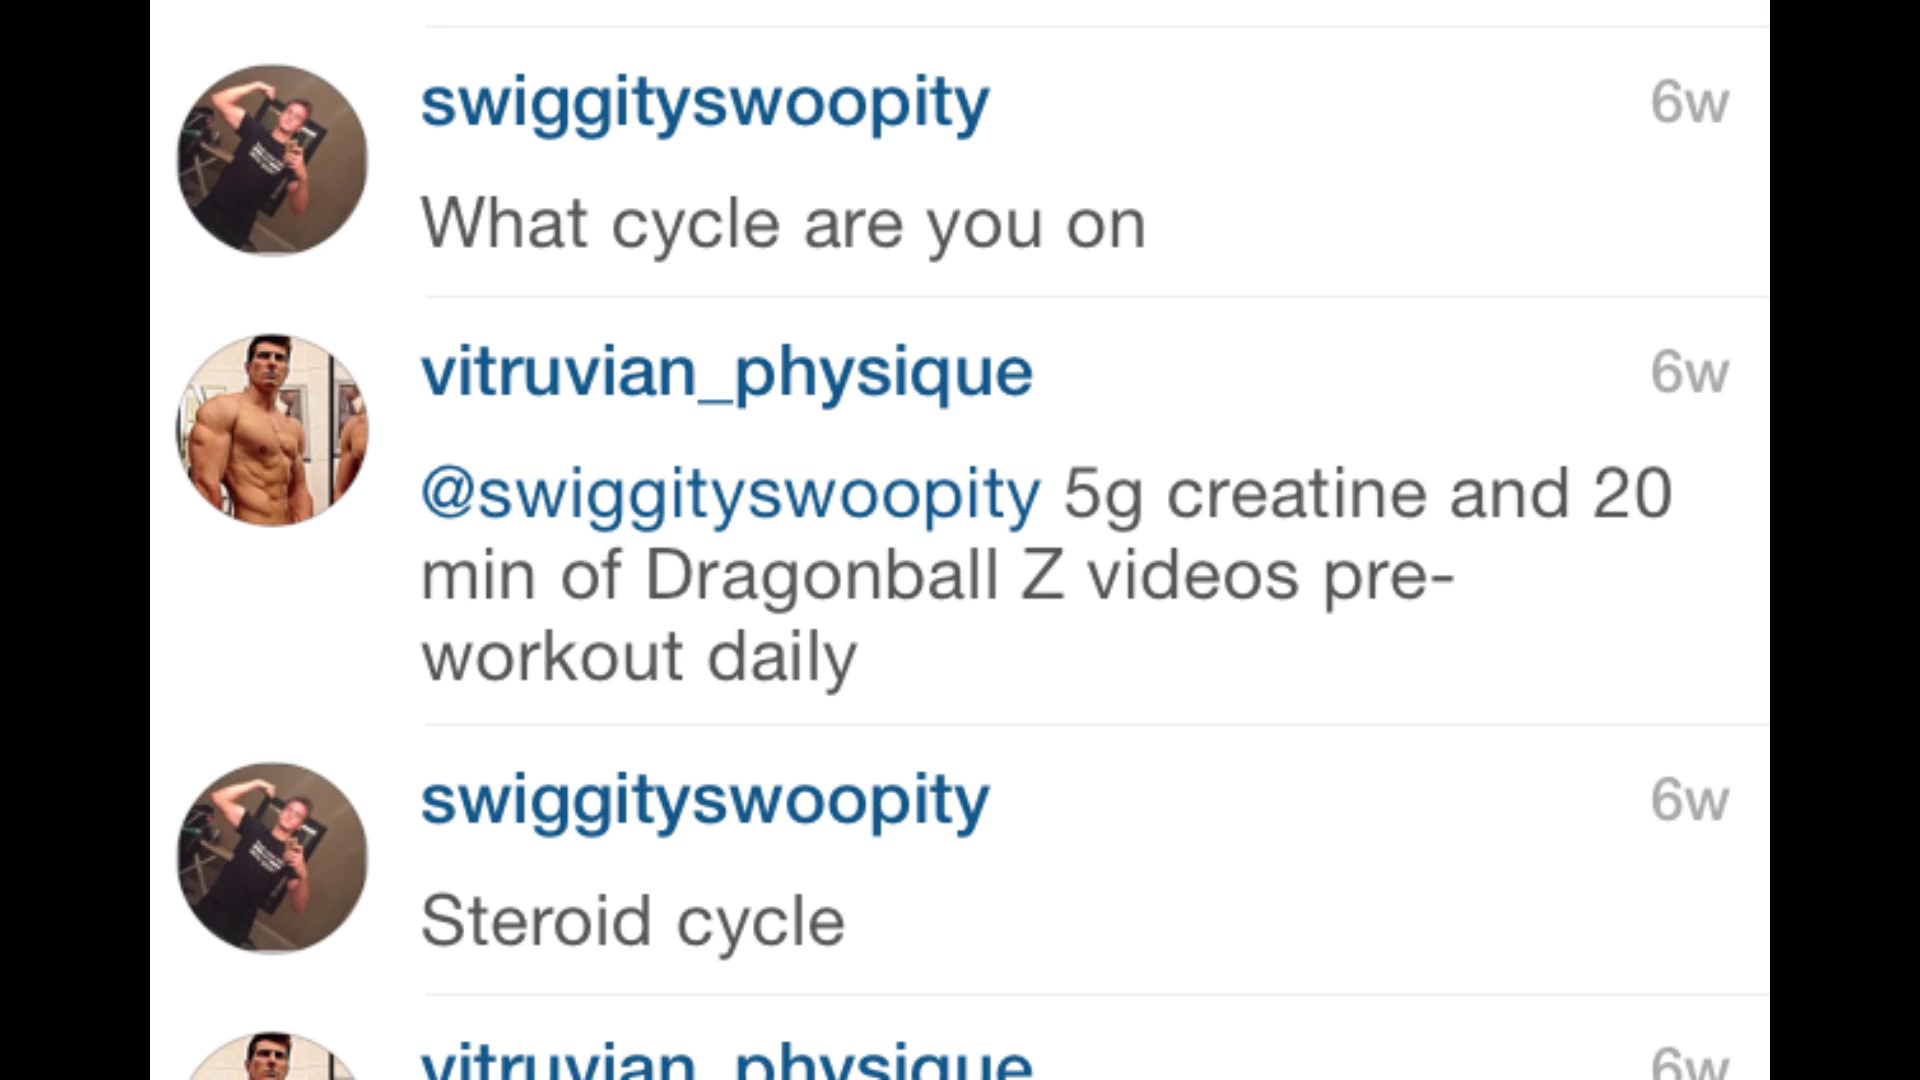 swiggityswoopity 6w
What cycle are you on
vitruvian_physique 6w
@swiggityswoopity 5g creatine and 20
min of Dragonball Z videos pre-
workout daily
swiggityswoopity 6w
Steroid cycle
vitruvian_physique 6w